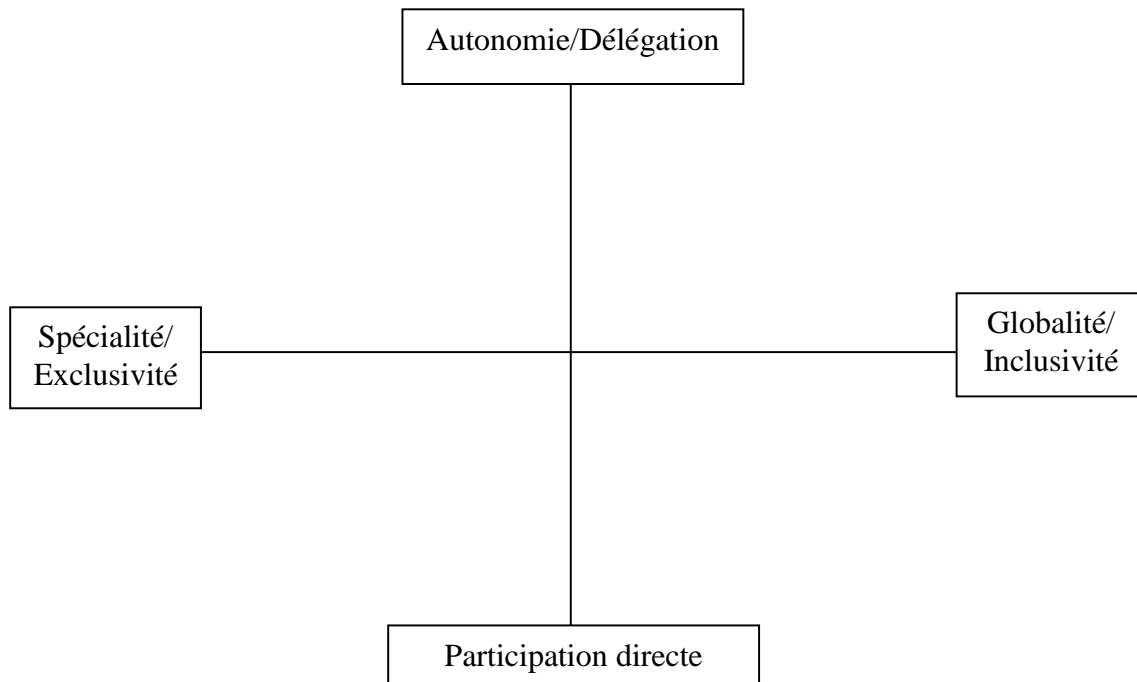 Autonomie/Délégation
Spécialité/
Exclusivité
Globalité/
Inclusivité
Participation directe